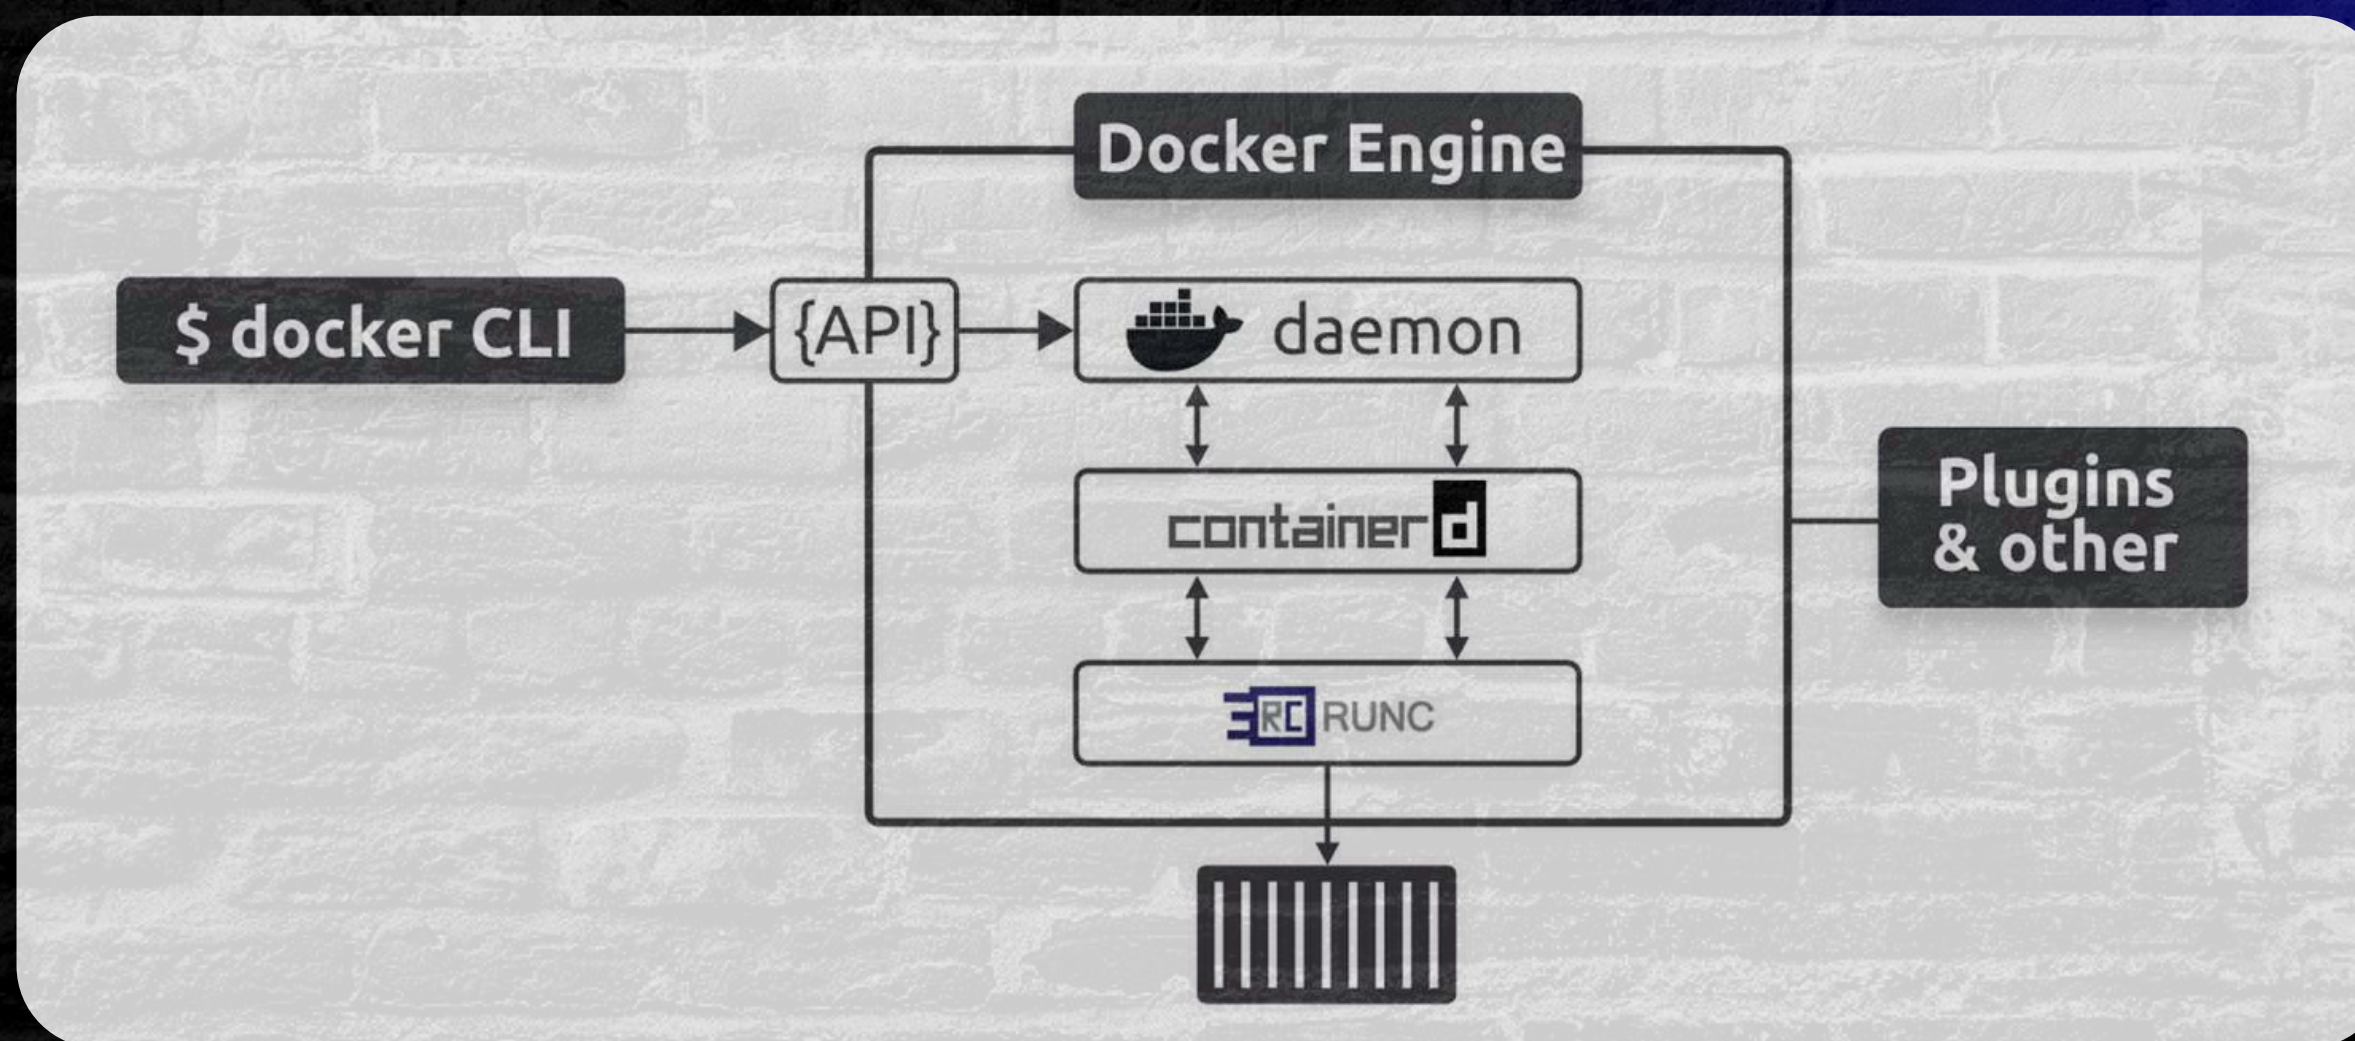 Docker Engine
$ docker CLI
{API}
daemon
containerd
Plugins
& other
RC RUNC